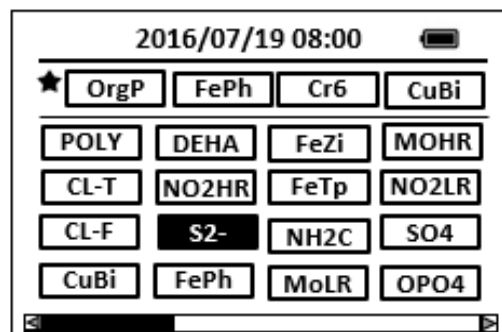 2016/07/19 08:00
OrgP FePh Cr6 CuBi
POLY DEHA FeZi MOHR
CL-T NO2HR FeTp NO2LR
CL-F S2- NH2C SO4
CuBi FePh MoLR OPO4